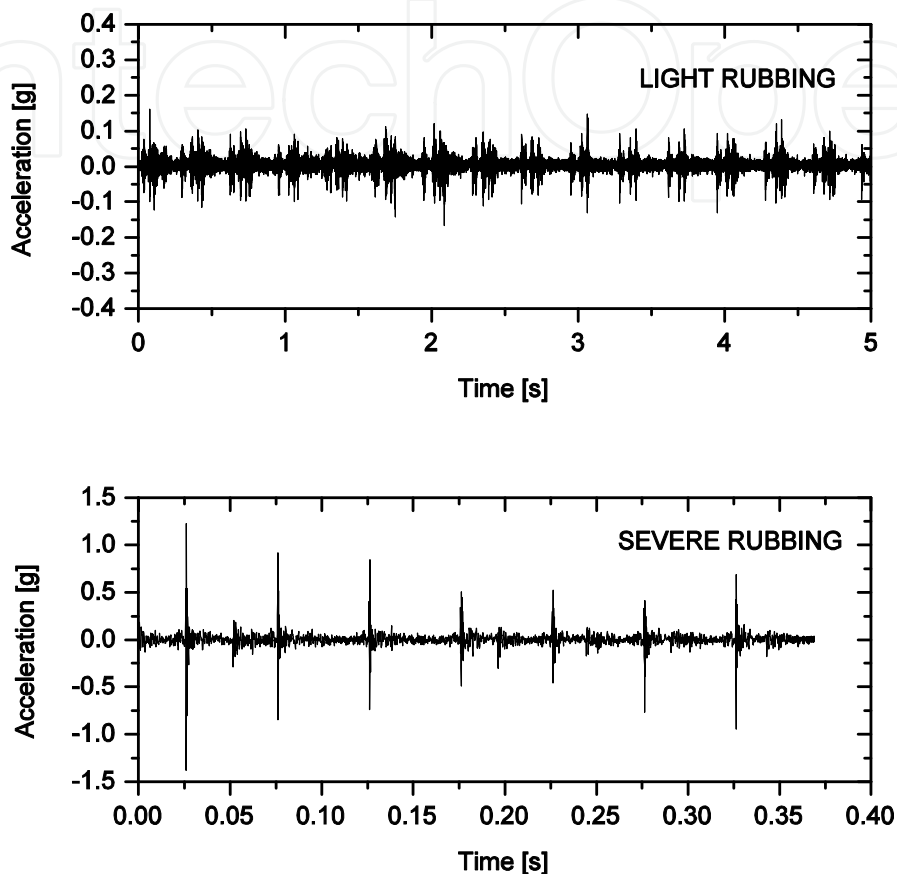 ntechOpe
0.4
0.3
0.2
0.1
0.0
-0.1
-0.2
-0.3
-0.4
Acceleration [g]
LIGHT RUBBING
0 1 2 3 4 5
Time [s]
1.5
1.0
0.5
0.0
-0.5
-1.0
-1.5
Acceleration [g]
SEVERE RUBBING
0.00 0.05 0.10 0.15 0.20 0.25 0.30 0.35 0.40
Time [s]